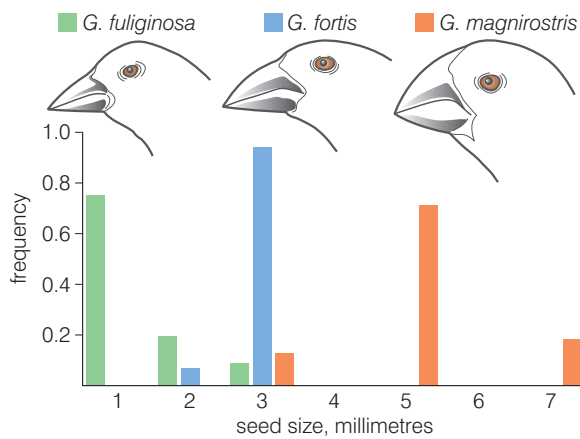 G. fuliginosa G. fortis G. magnirostris
1.0
0.8
0.6
0.4
0.2
frequency
1 2 3 4 5 6 7
seed size, millimetres